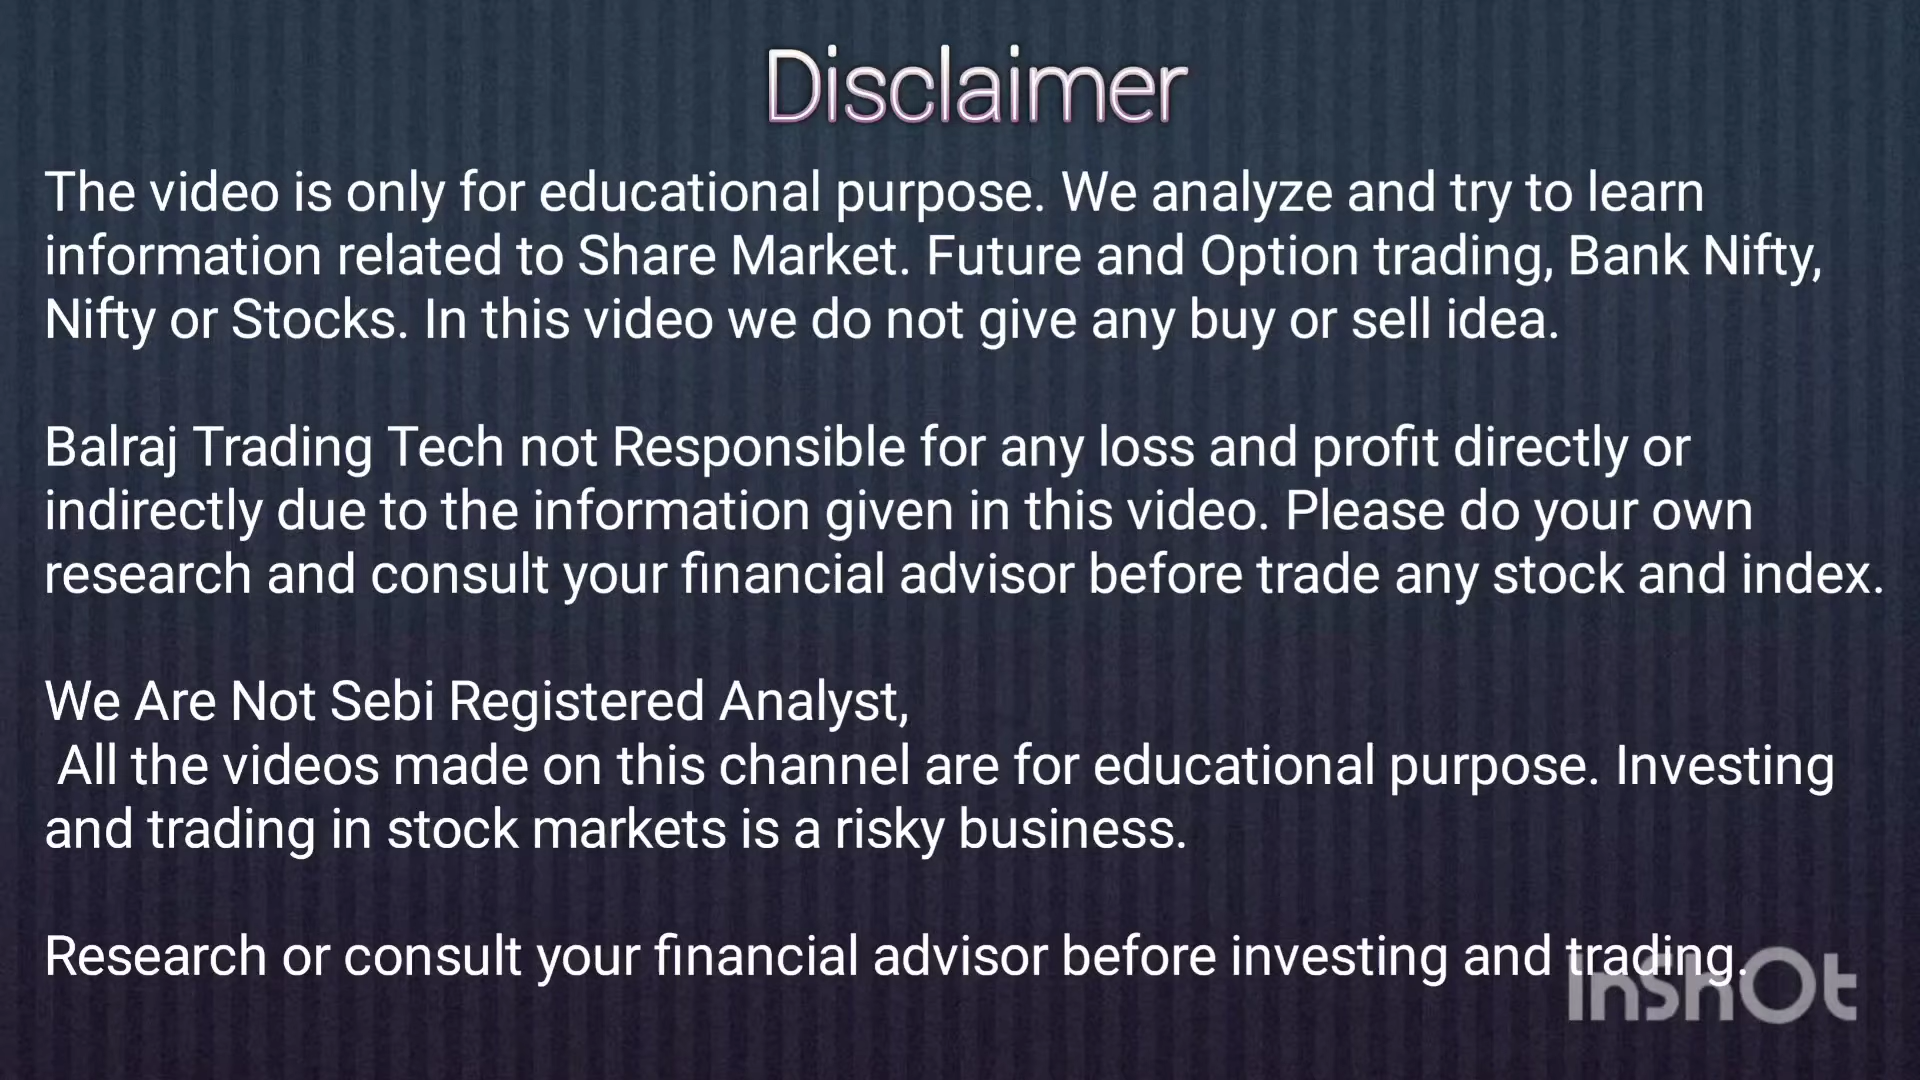 Disclaimer
The video is only for educational purpose. We analyze and try to learn
information related to Share Market. Future and Option trading, Bank Nifty,
Nifty or Stocks. In this video we do not give any buy or sell idea.
Balraj Trading Tech not Responsible for any loss and profit directly or
indirectly due to the information given in this video. Please do your own
research and consult your financial advisor before trade any stock and index.
We Are Not Sebi Registered Analyst,
All the videos made on this channel are for educational purpose. Investing
and trading in stock markets is a risky business.
Research or consult your financial advisor before investing and trading.
InShOt